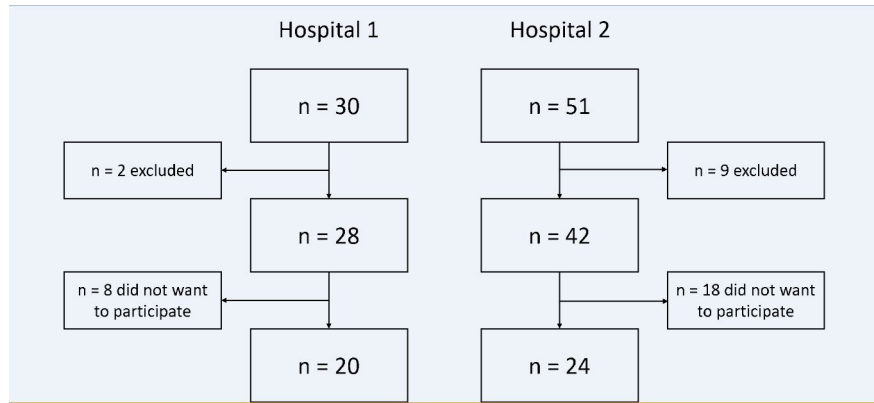 Hospital 1
Hospital 2
n = 30
n = 51
n = 2 excluded
n = 9 excluded
n = 28
n = 42
n = 8 did not want
to participate
n = 18 did not want
to participate
n = 20
n = 24